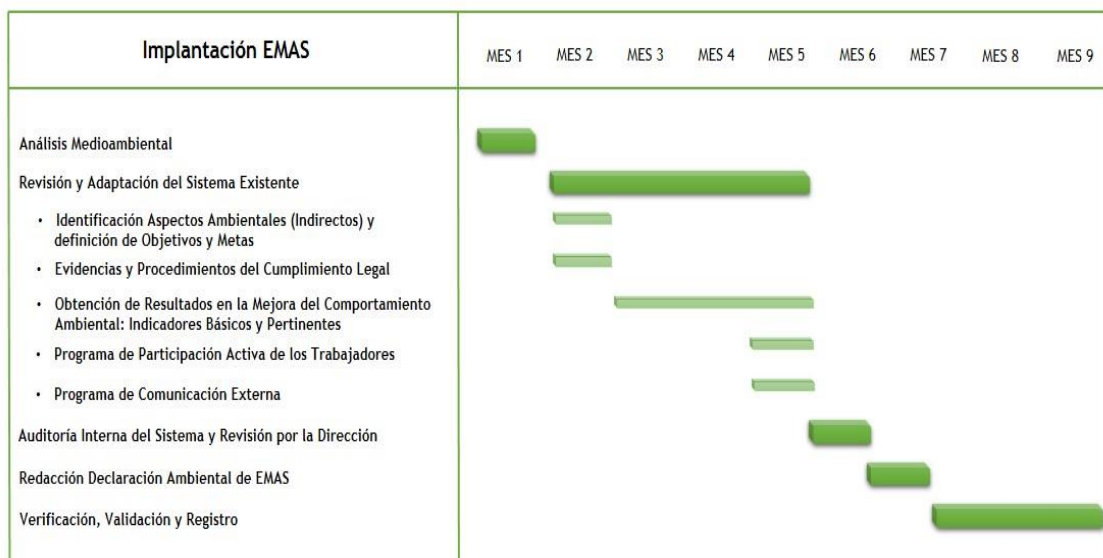 Implantación EMAS
MES 1 MES 2 MES 3 MES 4 MES 5 MES 6 MES 7 MES 8 MES 9
Análisis Medioambiental
Revisión y Adaptación del Sistema Existente
• Identificación Aspectos Ambientales (Indirectos) y
definición de Objetivos y Metas
• Evidencias y Procedimientos del Cumplimiento Legal
• Obtención de Resultados en la Mejora del Comportamiento
Ambiental: Indicadores Básicos y Pertinentes
• Programa de Participación Activa de los Trabajadores
• Programa de Comunicación Externa
Auditoría Interna del Sistema y Revisión por la Dirección
Redacción Declaración Ambiental de EMAS
Verificación, Validación y Registro